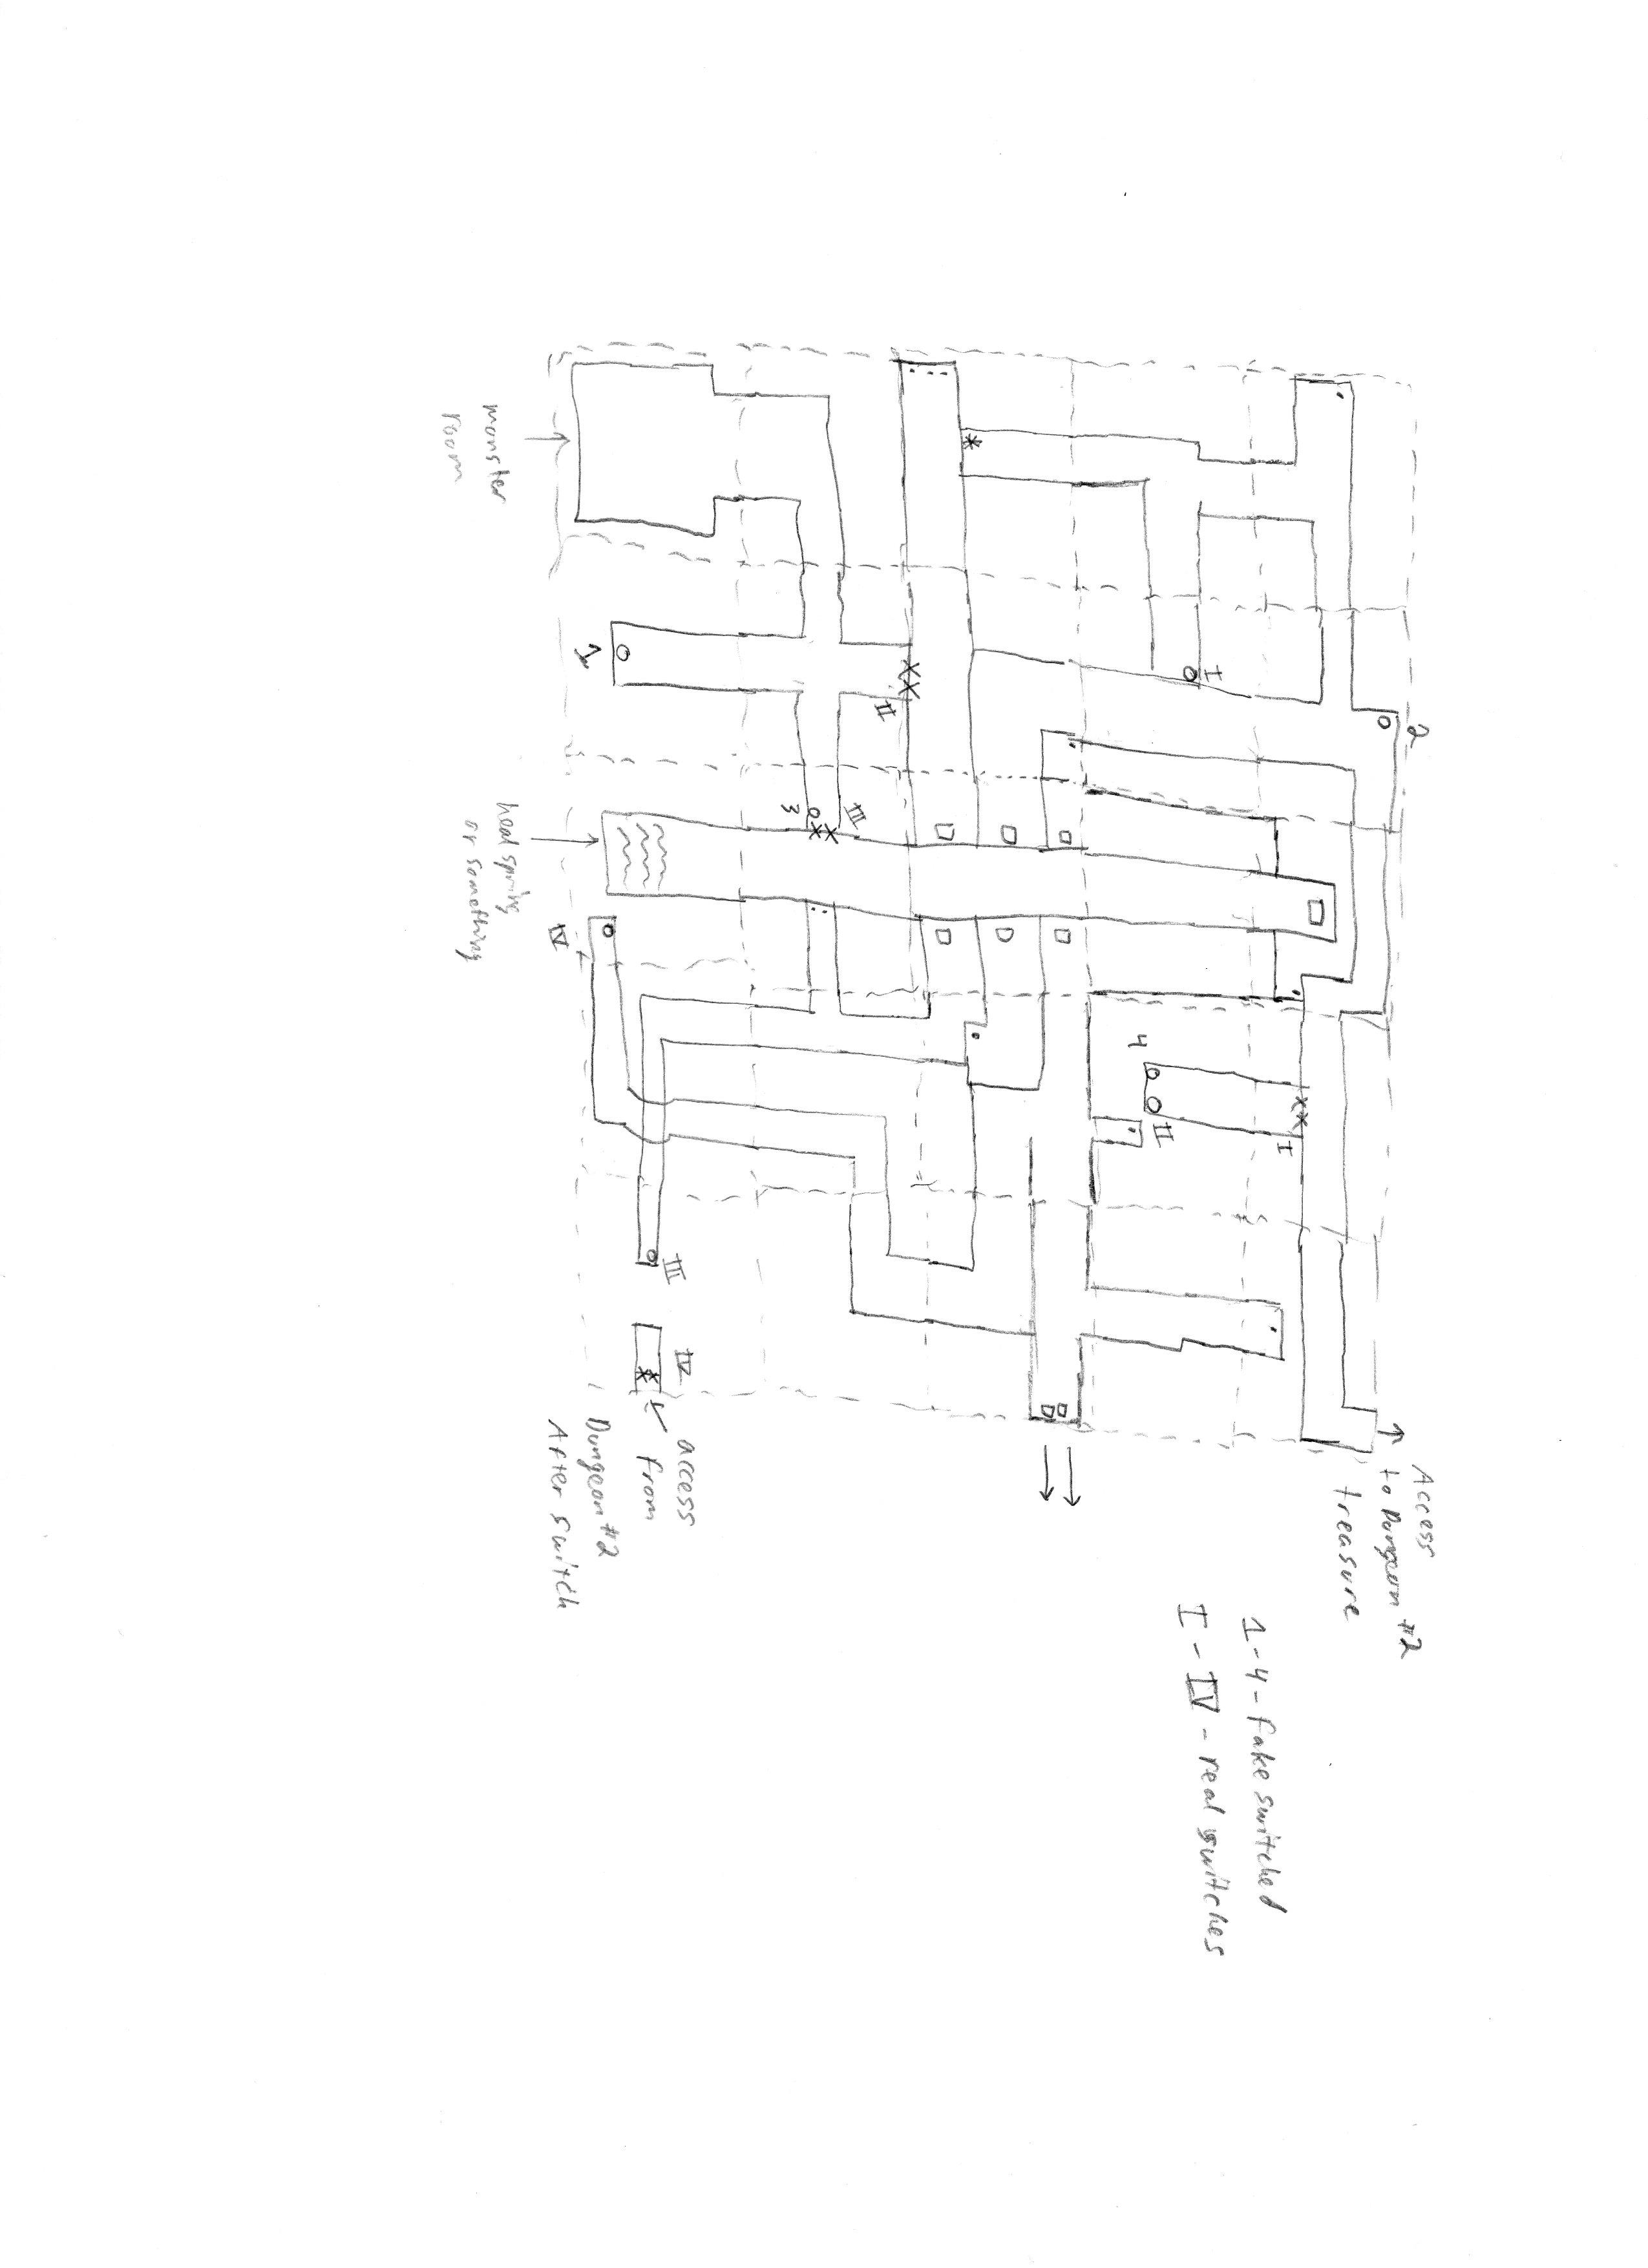 2
Access
to Dungeon #2
treasure
I
I
1-4 - fake switched
I - IV - real switches
II
4
II
III
3
III
IV
access
from
Dungeon #2
After switch
1
IV
monster
room
heal spring
or something